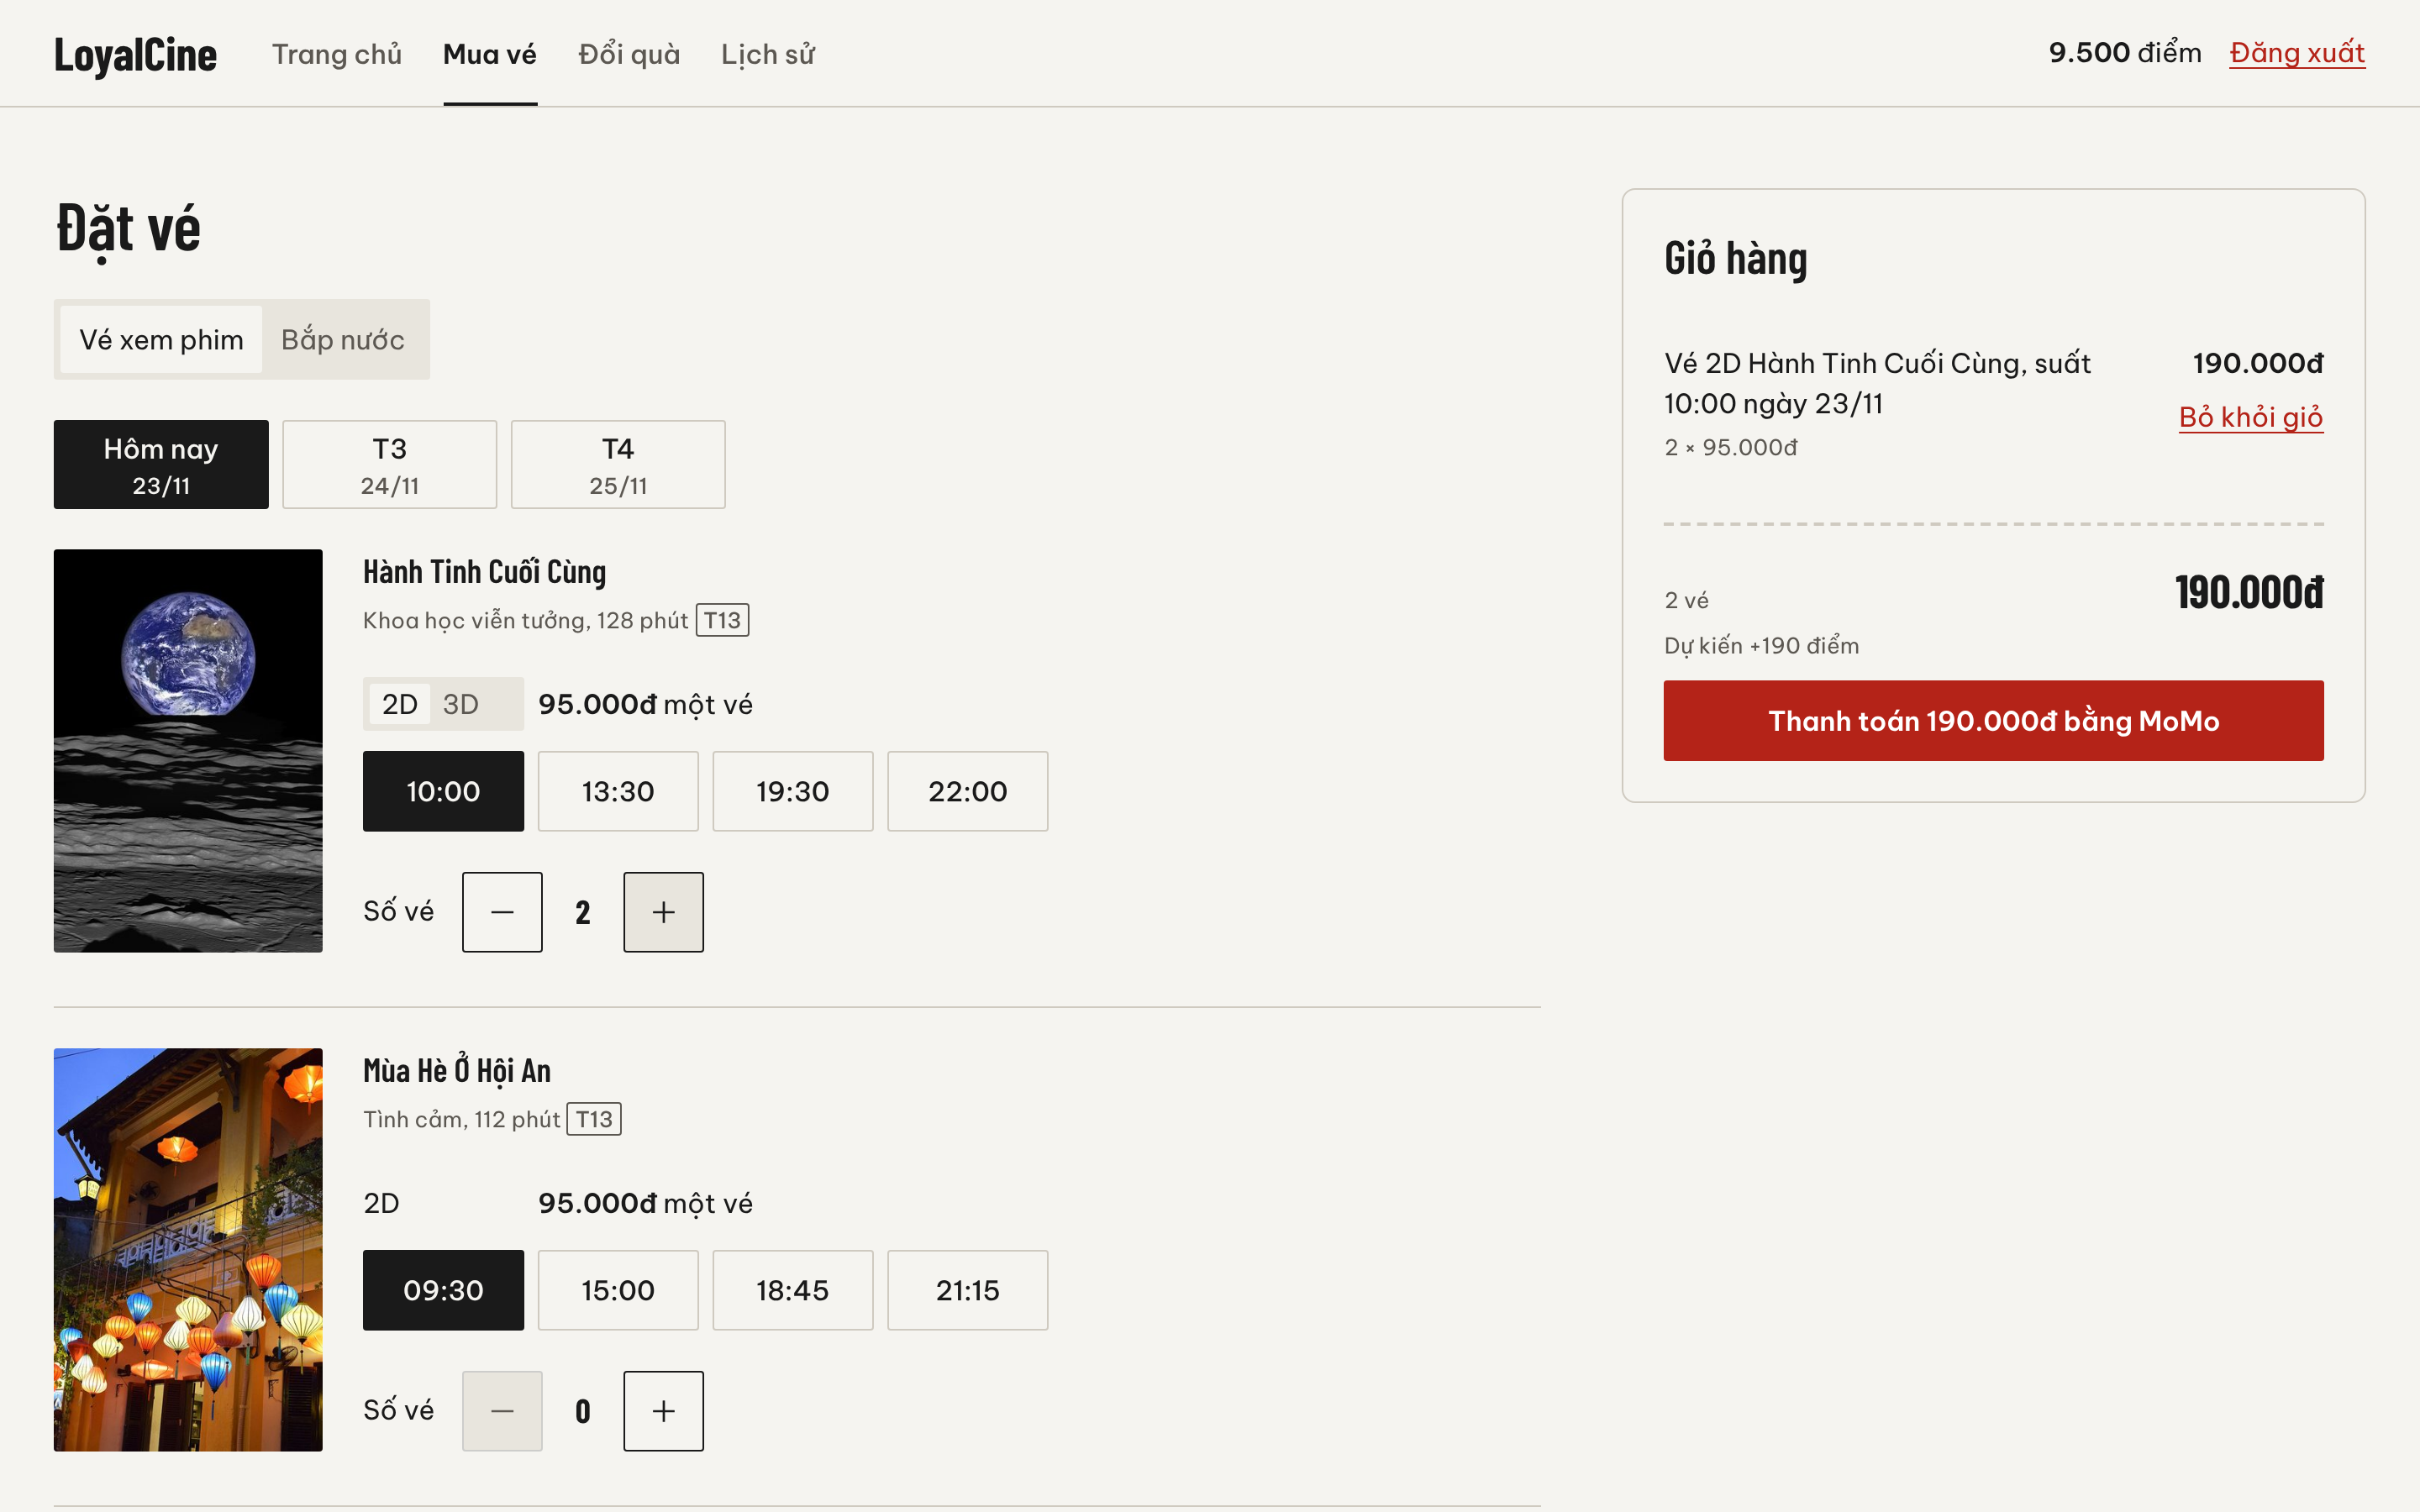 LoyalCine
Trang chủ
Mua vé
Đổi quà
Lịch sử
9.500 điểm
Đăng xuất
Đặt vé
Vé xem phim
Bắp nước
Hôm nay
23/11
T3
24/11
T4
25/11
Hành Tinh Cuối Cùng
Khoa học viễn tưởng, 128 phút T13
2D
3D
95.000đ một vé
10:00
13:30
19:30
22:00
Số vé
−
2
+
Mùa Hè Ở Hội An
Tình cảm, 112 phút T13
2D
95.000đ một vé
09:30
15:00
18:45
21:15
Số vé
−
0
+
Giỏ hàng
Vé 2D Hành Tinh Cuối Cùng, suất
10:00 ngày 23/11
2 × 95.000đ
190.000đ
Bỏ khỏi giỏ
2 vé
190.000đ
Dự kiến +190 điểm
Thanh toán 190.000đ bằng MoMo